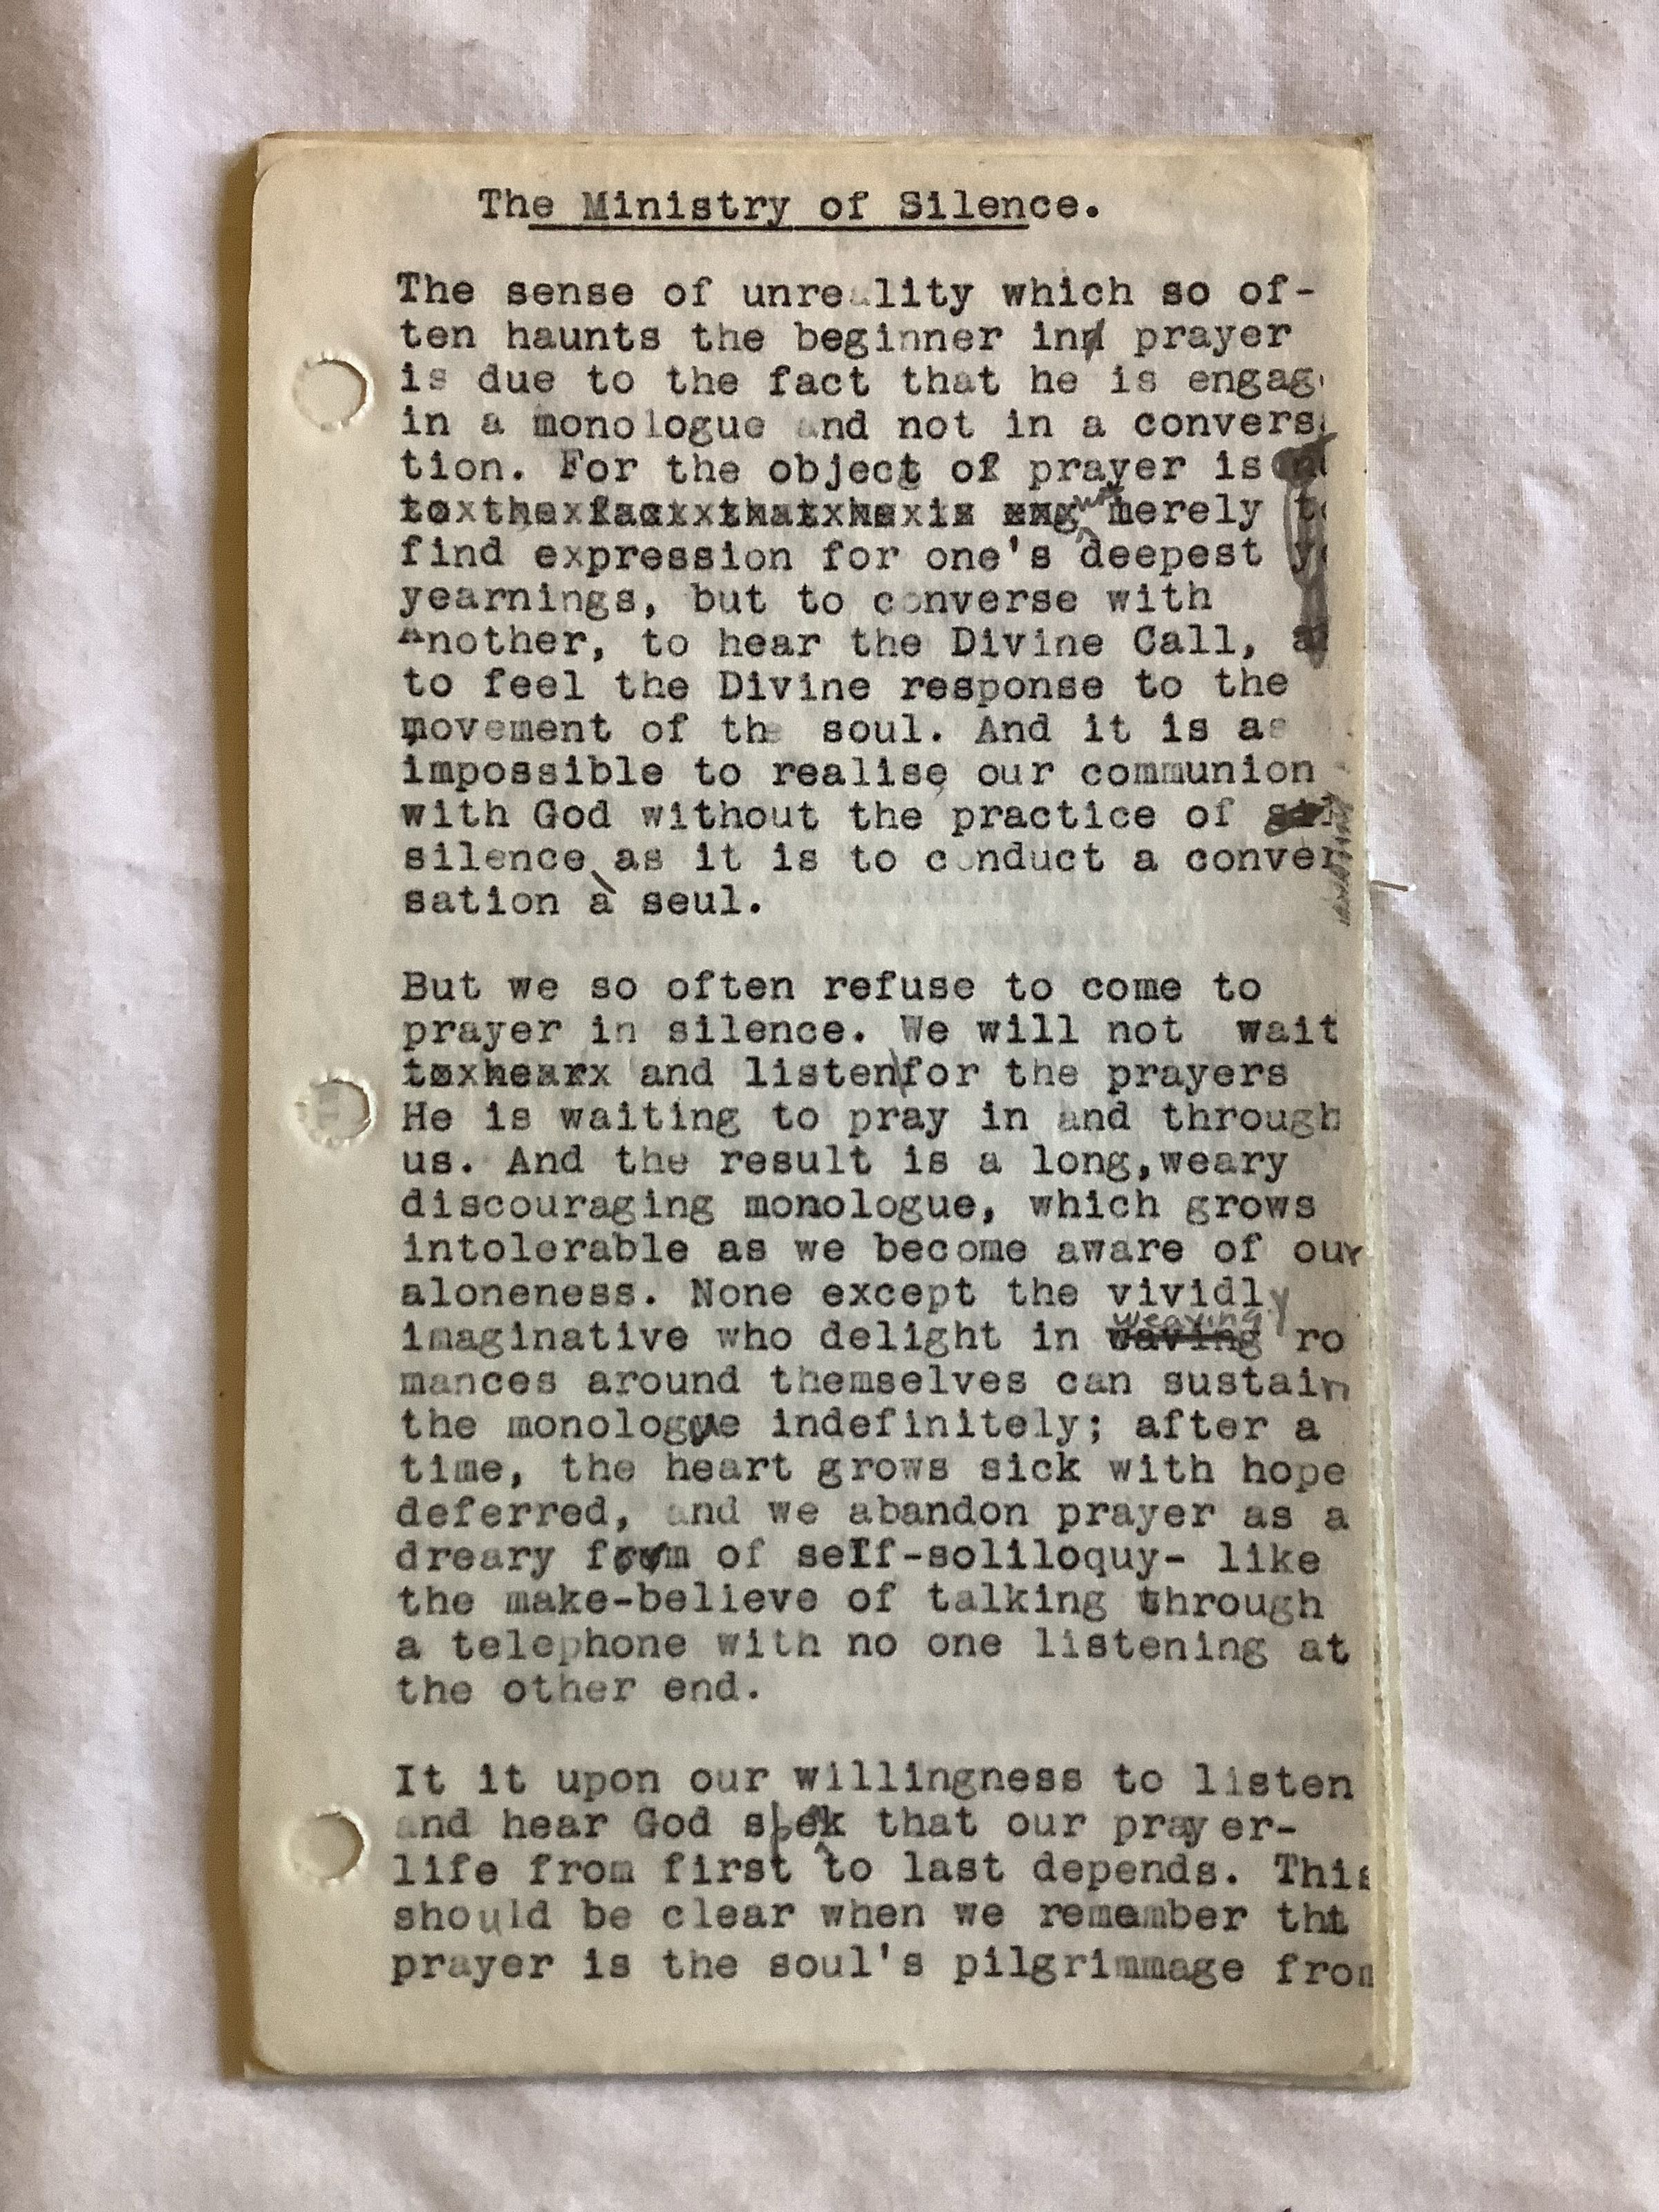 The Ministry of Silence.
The sense of unreality which so of-
ten haunts the beginner in prayer
is due to the fact that he is engag
in a monologue and not in a convers
tion. For the object of prayer is
merely to
find expression for one's deepest
yearnings, but to converse with
Another, to hear the Divine Call,
to feel the Divine response to the
movement of the soul. And it is as
impossible to realise our communion
with God without the practice of
silence as it is to conduct a conver
sation à seul.
But we so often refuse to come to
prayer in silence. We will not wait
and listen for the prayers
He is waiting to pray in and through
us. And the result is a long,weary
discouraging monologue, which grows
intolerable as we become aware of our
aloneness. None except the vividly
imaginative who delight in weaving ro
mances around themselves can sustain
the monologue indefinitely; after a
time, the heart grows sick with hope
deferred, and we abandon prayer as a
dreary form of self-soliloquy- like
the make-believe of talking through
a telephone with no one listening at
the other end.
It it upon our willingness to listen
and hear God speak that our prayer-
life from first to last depends. This
should be clear when we remember tht
prayer is the soul's pilgrimmage from